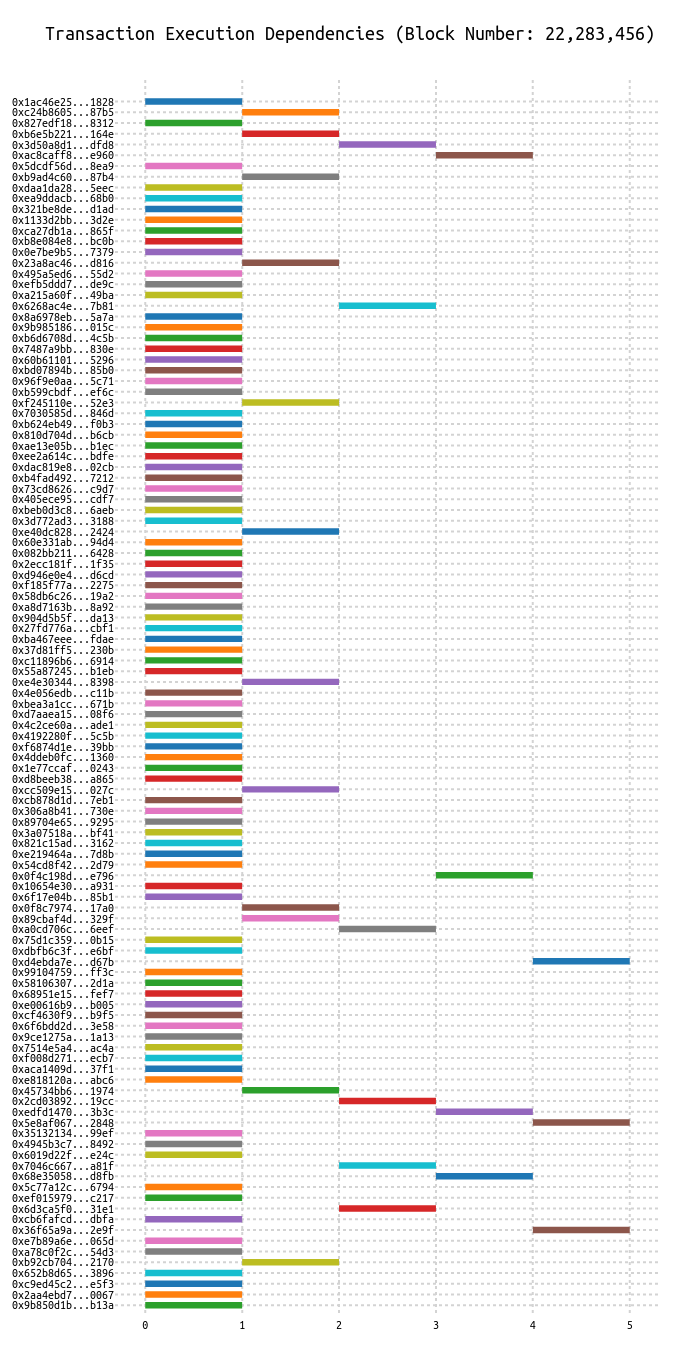 Transaction Execution Dependencies (Block Number: 22,283,456)
0x1ac46e25...1828
0xc24b8605...87b5
0x827edf18...8312
0xb6e5b221...164e
0x3d50a8d1...dfd8
0xac8caff8...e960
0x5dcdf56d...8ea9
0xb9ad4c60...87b4
0xdaa1da28...5eec
0xea9ddacb...68b0
0x321be8de...d1ad
0x1133d2bb...3d2e
0xca27db1a...865f
0xb8e084e8...bc0b
0x0e7be9b5...7379
0x23a8ac46...d816
0x495a5ed6...55d2
0xefb5ddd7...de9c
0xa215a60f...49ba
0x6268ac4e...7b81
0x8a6978eb...5a7a
0x9b985186...015c
0xb6d6708d...4c5b
0x7487a9bb...830e
0x60b61101...5296
0xbd07894b...85b0
0x96f9e0aa...5c71
0xb599cbdf...ef6c
0xf245110e...52e3
0x7030585d...846d
0xb624eb49...f0b3
0x810d704d...b6cb
0xae13e05b...b1ec
0xee2a614c...bdfe
0xdac819e8...02cb
0xb4fad492...7212
0x73cd8626...c9d7
0x405ece95...cdf7
0xbeb0d3c8...6aeb
0x3d772ad3...3188
0xe40dc828...2424
0x60e331ab...94d4
0x082bb211...6428
0x2ecc181f...1f35
0xd946e0e4...d6cd
0xf185f77a...2275
0x58db6c26...19a2
0xa8d7163b...8a92
0x904d5b5f...da13
0x27fd776a...cbf1
0xba467eee...fdae
0x37d81ff5...230b
0xc11896b6...6914
0x55a87245...b1eb
0xe4e30344...8398
0x4e056edb...c11b
0xbea3a1cc...671b
0xd7aaea15...08f6
0x4c2ce60a...ade1
0x4192280f...5c5b
0xf6874d1e...39bb
0x4ddeb0fc...1360
0x1e77ccaf...0243
0xd8beeb38...a865
0xcc509e15...027c
0xcb878d1d...7eb1
0x306a8b41...730e
0x89704e65...9295
0x3a07518a...bf41
0x821c15ad...3162
0xe219464a...7d8b
0x54cd8f42...2d79
0x0f4c198d...e796
0x10654e30...a931
0x6f17e04b...85b1
0x0f8c7974...17a0
0x89cbaf4d...329f
0xa0cd706c...6eef
0x75d1c359...0b15
0xdbfb6c3f...e6bf
0xd4ebda7e...d67b
0x99104759...ff3c
0x58106307...2d1a
0x68951e15...fef7
0xe00616b9...b005
0xcf4630f9...b9f5
0x6f6bdd2d...3e58
0x9ce1275a...1a13
0x7514e5a4...ac4a
0xf008d271...ecb7
0xaca1409d...37f1
0xe818120a...abc6
0x45734bb6...1974
0x2cd03892...19cc
0xedfd1470...3b3c
0x5e8af067...2848
0x35132134...99ef
0x4945b3c7...8492
0x6019d22f...e24c
0x7046c667...a81f
0x68e35058...d8fb
0x5c77a12c...6794
0xef015979...c217
0x6d3ca5f0...31e1
0xcb6fafcd...dbfa
0x36f65a9a...2e9f
0xe7b89a6e...065d
0xa78c0f2c...54d3
0xb92cb704...2170
0x652b8d65...3896
0xc9ed45c2...e5f3
0x2aa4ebd7...0067
0x9b850d1b...b13a
0 1 2 3 4 5